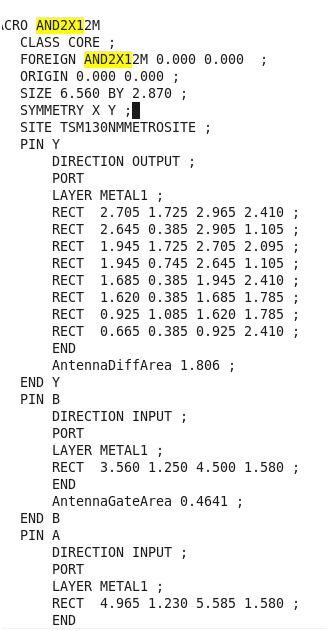 ACRO AND2X12M
CLASS CORE ;
FOREIGN AND2X12M 0.000 0.000 ;
ORIGIN 0.000 0.000 ;
SIZE 6.560 BY 2.870 ;
SYMMETRY X Y ;
SITE TSM130NMMETROSITE ;
PIN Y
DIRECTION OUTPUT ;
PORT
LAYER METAL1 ;
RECT 2.705 1.725 2.965 2.410 ;
RECT 2.645 0.385 2.905 1.105 ;
RECT 1.945 1.725 2.705 2.095 ;
RECT 1.945 0.745 2.645 1.105 ;
RECT 1.685 0.385 1.945 2.410 ;
RECT 1.620 0.385 1.685 1.785 ;
RECT 0.925 1.085 1.620 1.785 ;
RECT 0.665 0.385 0.925 2.410 ;
END
AntennaDiffArea 1.806 ;
END Y
PIN B
DIRECTION INPUT ;
PORT
LAYER METAL1 ;
RECT 3.560 1.250 4.500 1.580 ;
END
AntennaGateArea 0.4641 ;
END B
PIN A
DIRECTION INPUT ;
PORT
LAYER METAL1 ;
RECT 4.965 1.230 5.585 1.580 ;
END